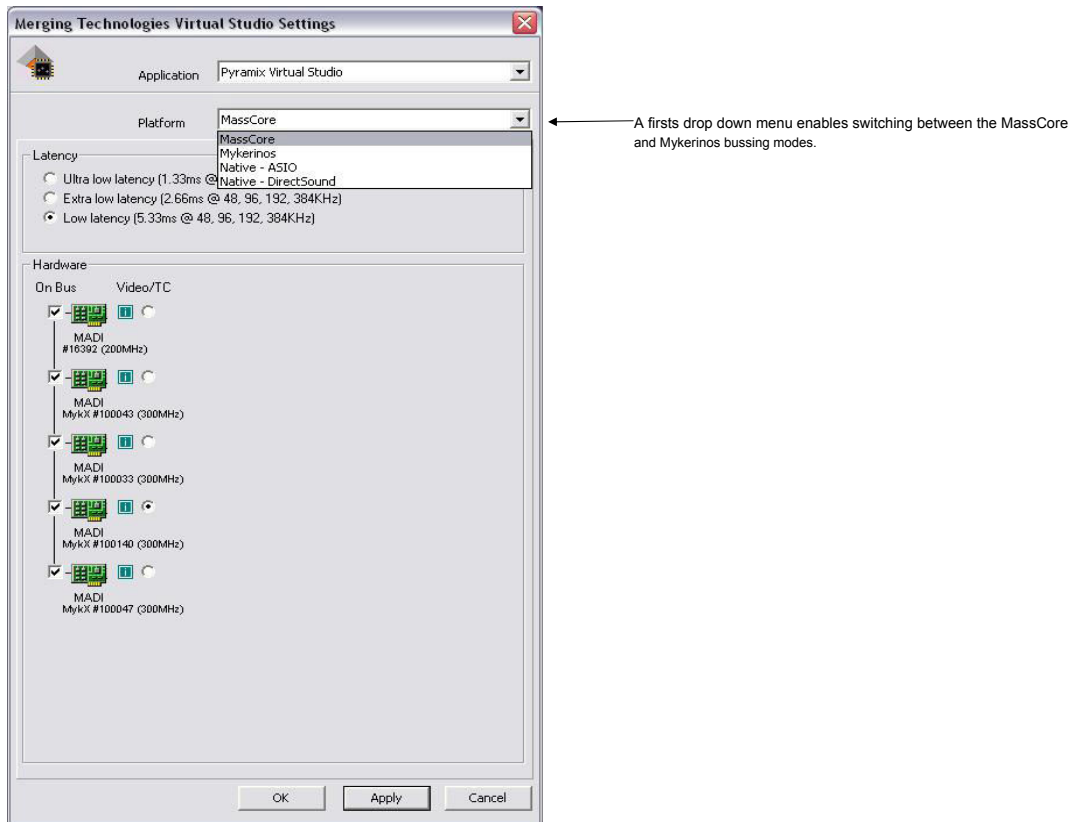 Merging Technologies Virtual Studio Settings
Application
Pyramix Virtual Studio
Platform
MassCore
A firsts drop down menu enables switching between the MassCore
and Mykerinos bussing modes.
MassCore
Mykerinos
Native - ASIO
Native - DirectSound
Latency
Ultra low latency (1.33ms @
Extra low latency (2.66ms @ 48, 96, 192, 384KHz)
Low latency (5.33ms @ 48, 96, 192, 384KHz)
Hardware
On Bus Video/TC
MADI
#16392 (200MHz)
MADI
MykX #100043 (300MHz)
MADI
MykX #100033 (300MHz)
MADI
MykX #100140 (300MHz)
MADI
MykX #100047 (300MHz)
OK Apply Cancel